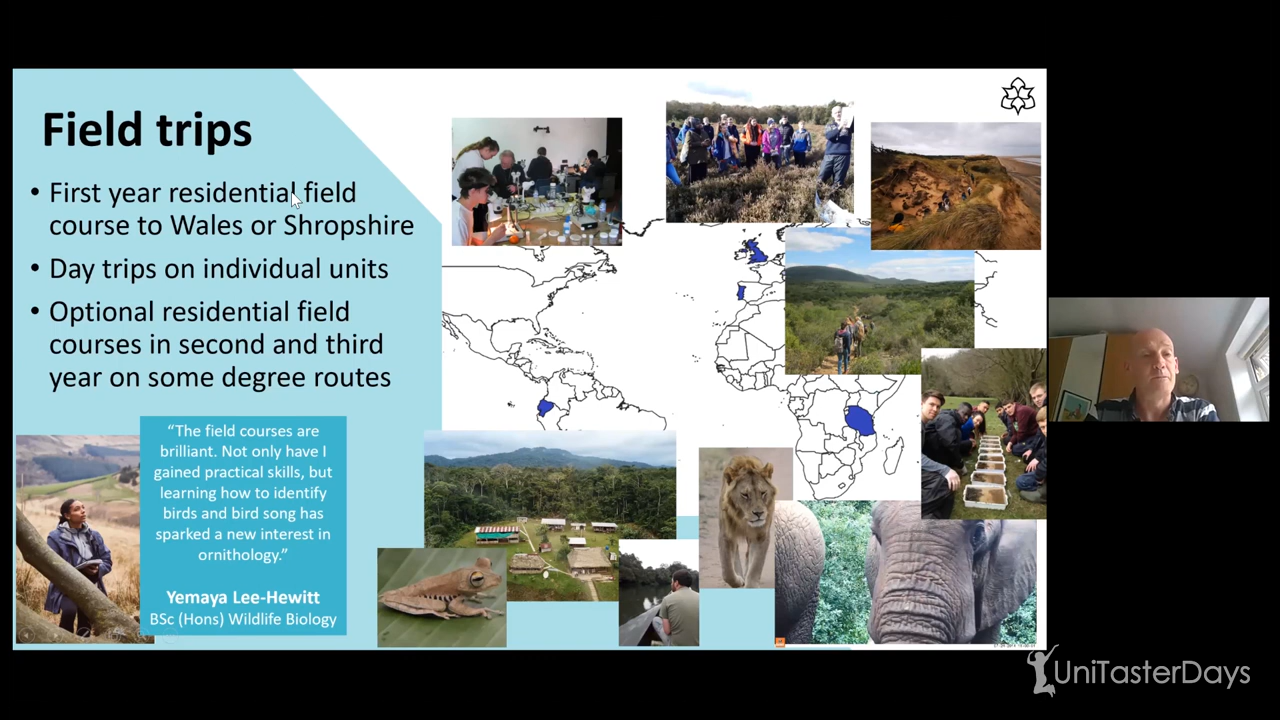 Field trips
• First year residential field
course to Wales or Shropshire
• Day trips on individual units
• Optional residential field
courses in second and third
year on some degree routes
“The field courses are
brilliant. Not only have I
gained practical skills, but
learning how to identify
birds and bird song has
sparked a new interest in
ornithology.”
Yemaya Lee-Hewitt
BSc (Hons) Wildlife Biology
UniTasterDays